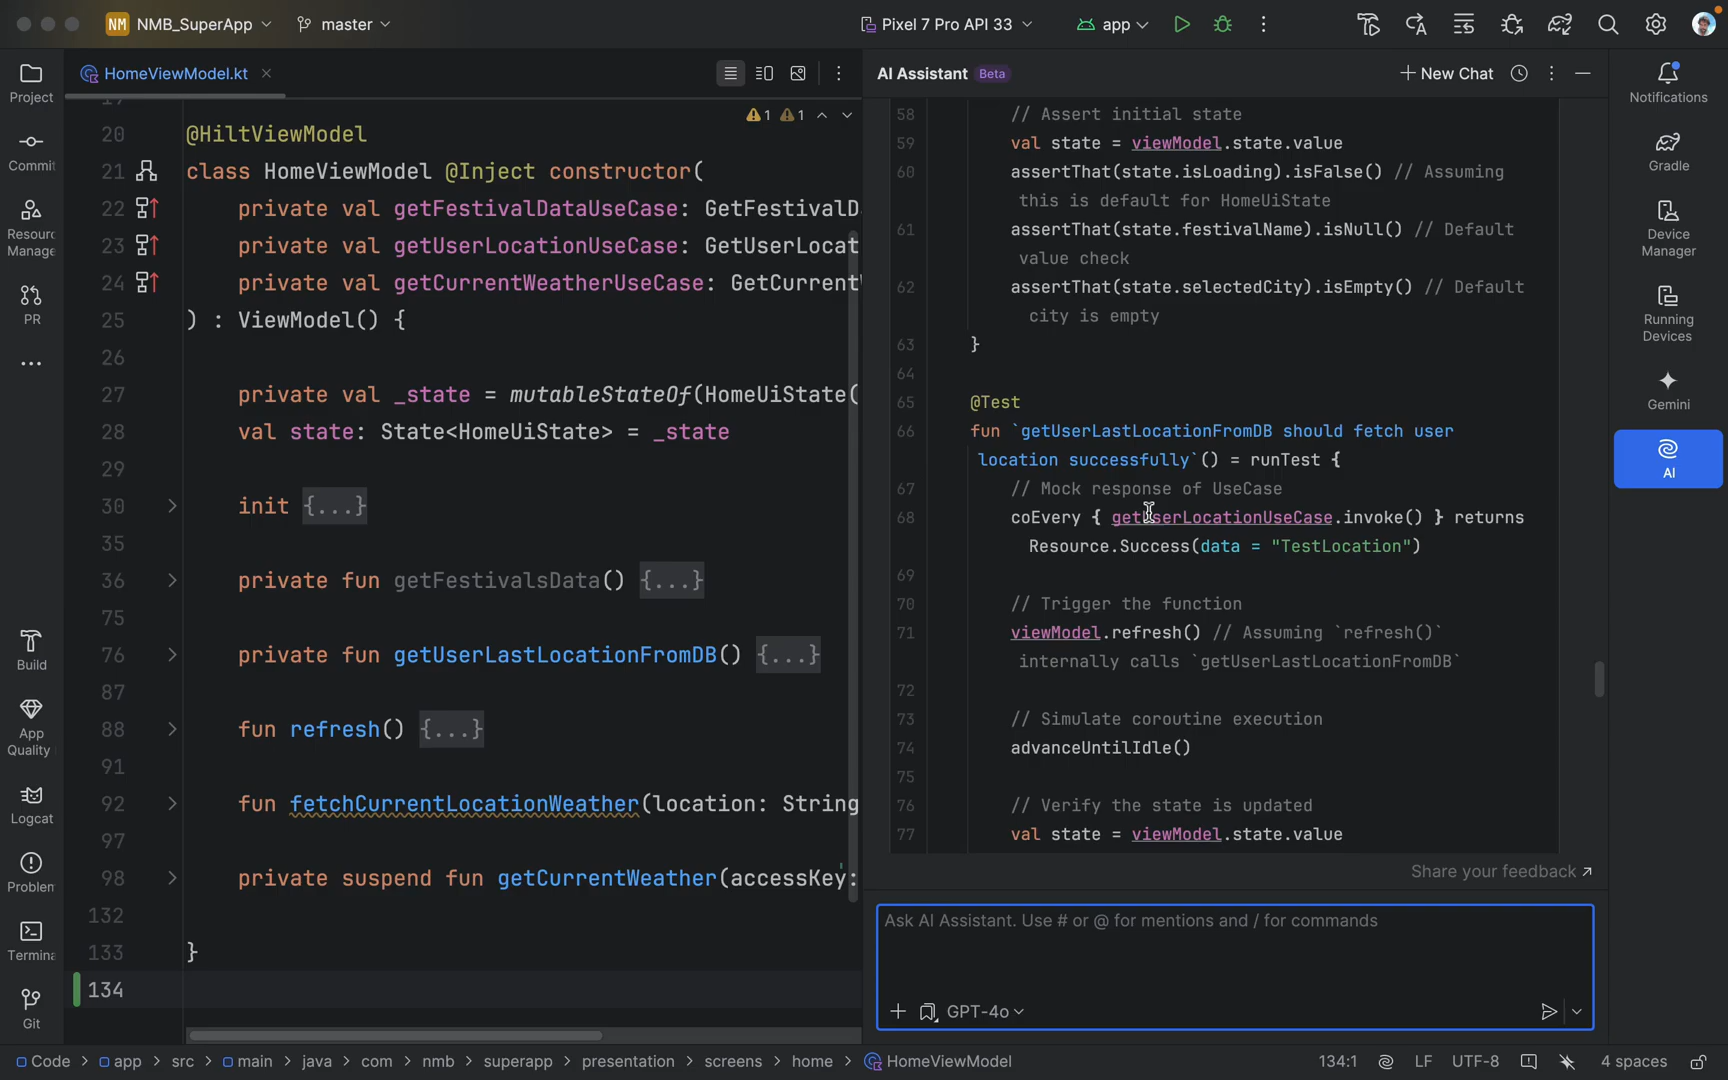 NM NMB_SuperApp master Pixel 7 Pro API 33 app
Project
Commit
Resourc
Manage
PR
Build
App
Quality
Logcat
Problem
Termina
Git
HomeViewModel.kt
1 1
20 @HiltViewModel
21 class HomeViewModel @Inject constructor(
22 private val getFestivalDataUseCase: GetFestivalD
23 private val getUserLocationUseCase: GetUserLocat
24 private val getCurrentWeatherUseCase: GetCurrent
25 ) : ViewModel() {
26
27 private val _state = mutableStateOf(HomeUiState(
28 val state: State<HomeUiState> = _state
29
30 init {...}
35
36 private fun getFestivalsData() {...}
75
76 private fun getUserLastLocationFromDB() {...}
87
88 fun refresh() {...}
91
92 fun fetchCurrentLocationWeather(location: String
97
98 private suspend fun getCurrentWeather(accessKey:
132
133 }
134
AI Assistant Beta New Chat
58 // Assert initial state
59 val state = viewModel.state.value
60 assertThat(state.isLoading).isFalse() // Assuming
this is default for HomeUiState
61 assertThat(state.festivalName).isNull() // Default
value check
62 assertThat(state.selectedCity).isEmpty() // Default
city is empty
63 }
64
65 @Test
66 fun `getUserLastLocationFromDB should fetch user
location successfully`() = runTest {
67 // Mock response of UseCase
68 coEvery { getUserLocationUseCase.invoke() } returns
Resource.Success(data = "TestLocation")
69
70 // Trigger the function
71 viewModel.refresh() // Assuming `refresh()`
internally calls `getUserLastLocationFromDB`
72
73 // Simulate coroutine execution
74 advanceUntilIdle()
75
76 // Verify the state is updated
77 val state = viewModel.state.value
Share your feedback ↗
Ask AI Assistant. Use # or @ for mentions and / for commands
GPT-4o
Notifications
Gradle
Device
Manager
Running
Devices
Gemini
AI
Code > app > src > main > java > com > nmb > superapp > presentation > screens > home > HomeViewModel 134:1 LF UTF-8 4 spaces